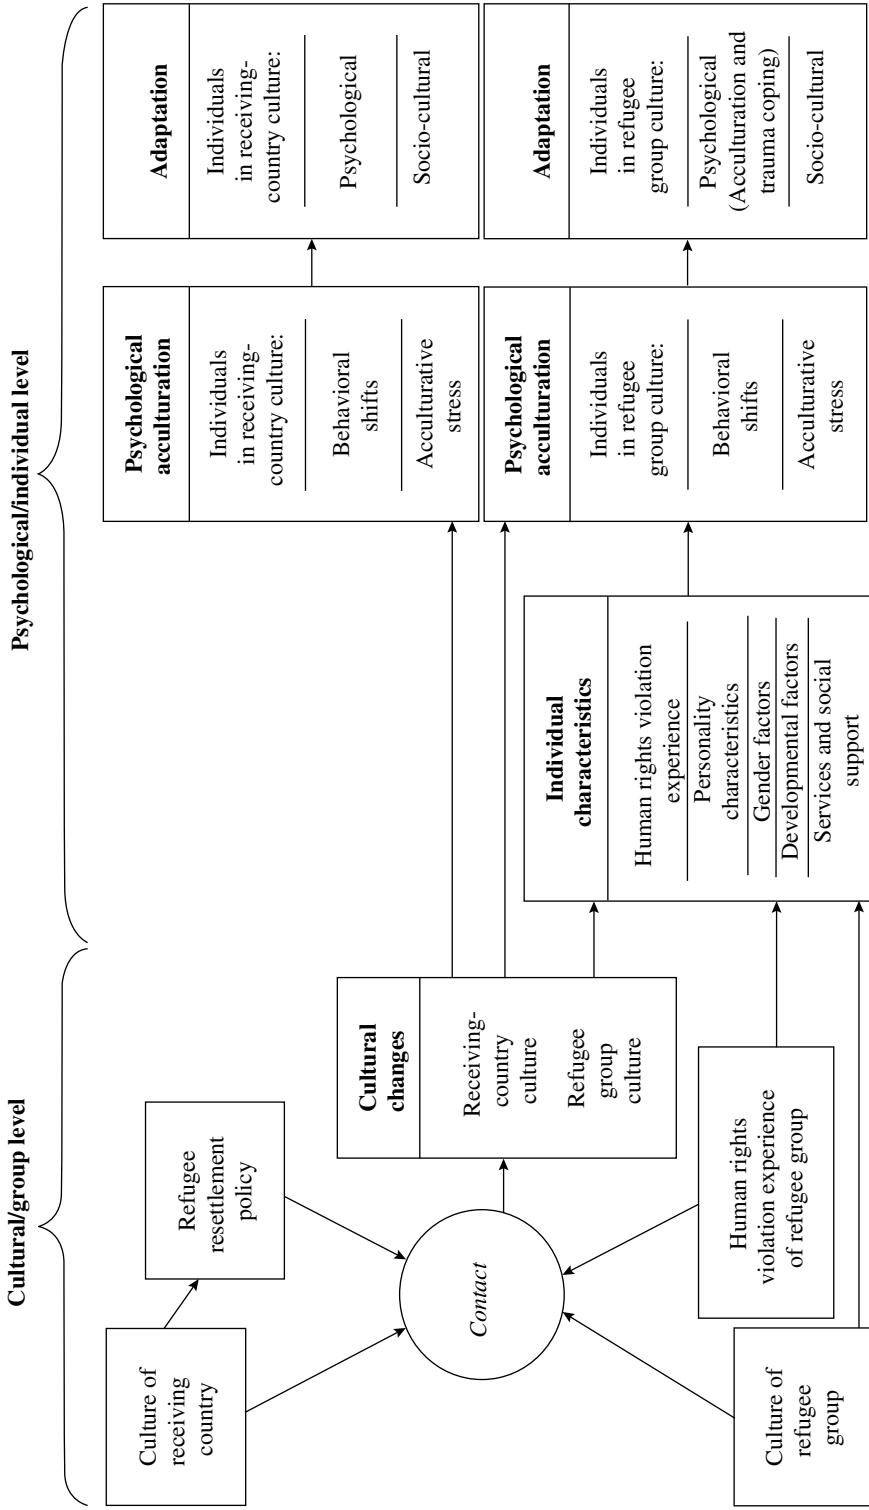 Cultural/group level
Psychological/individual level
Culture of
receiving
country
Refugee
resettlement
policy
Contact
Culture of
refugee
group
Human rights
violation experience
of refugee group
Cultural
changes
Receiving-
country
culture
Refugee
group
culture
Individual
characteristics
Human rights violation
experience
Personality
characteristics
Gender factors
Developmental factors
Services and social
support
Psychological
acculturation
Individuals
in receiving-
country culture:
Behavioral
shifts
Acculturative
stress
Psychological
acculturation
Individuals
in refugee
group culture:
Behavioral
shifts
Acculturative
stress
Adaptation
Individuals
in receiving-
country culture:
Psychological
Socio-cultural
Adaptation
Individuals
in refugee
group culture:
Psychological
(Acculturation and
trauma coping)
Socio-cultural